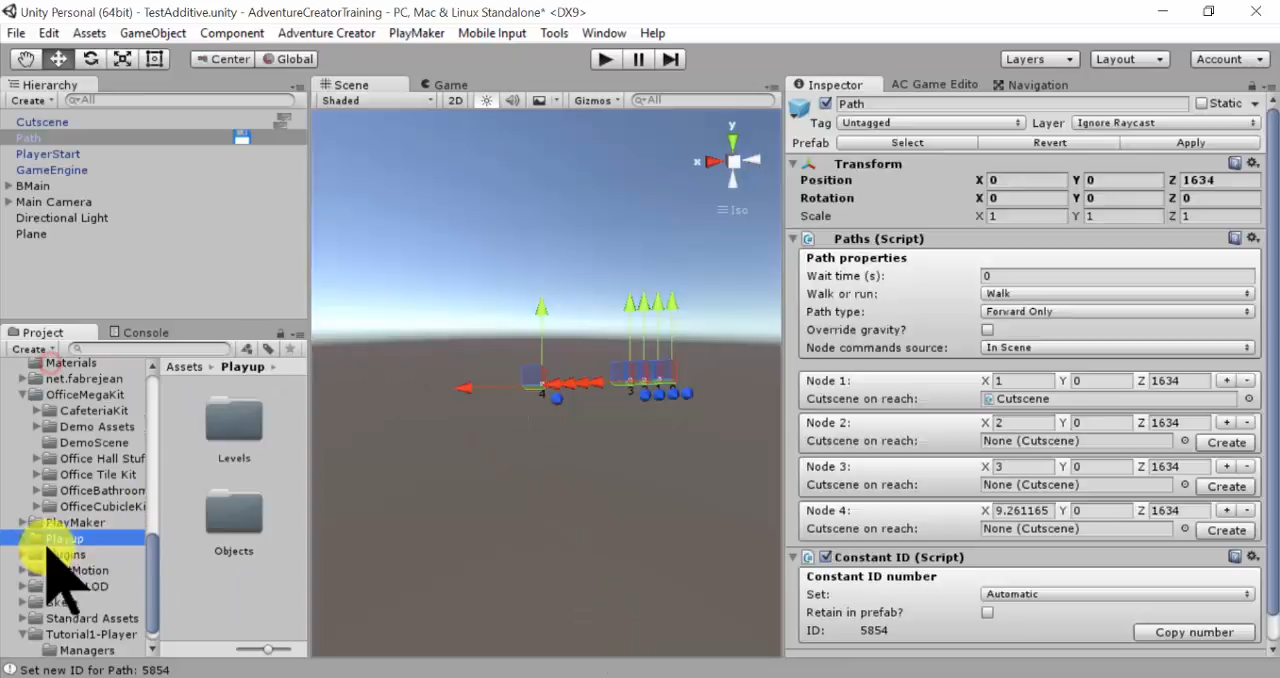 Unity Personal (64bit) - TestAdditive.unity - AdventureCreatorTraining - PC, Mac & Linux Standalone* <DX9>
File Edit Assets GameObject Component Adventure Creator PlayMaker Mobile Input Tools Window Help
Center Global Layers Layout Account
Hierarchy
Create All
Cutscene
Path
PlayerStart
GameEngine
BMain
Main Camera
Directional Light
Plane
Scene Game
Shaded 2D Gizmos All
y
x
Iso
4 3
Project Console
Create
Materials
net.fabrejean
OfficeMegaKit
CafeteriaKit
Demo Assets
DemoScene
Office Hall Stuf
Office Tile Kit
OfficeBathroom
OfficeCubicleKi
PlayMaker
Playup
Motion
LOD
Standard Assets
Tutorial1-Player
Managers
Assets Playup
Levels
Objects
Set new ID for Path: 5854
Inspector AC Game Edito Navigation
Path Static
Tag Untagged Layer Ignore Raycast
Prefab Select Revert Apply
Transform
Position X 0 Y 0 Z 1634
Rotation X 0 Y 0 Z 0
Scale X 1 Y 1 Z 1
Paths (Script)
Path properties
Wait time (s): 0
Walk or run: Walk
Path type: Forward Only
Override gravity?
Node commands source: In Scene
Node 1: X 1 Y 0 Z 1634 + -
Cutscene on reach: Cutscene
Node 2: X 2 Y 0 Z 1634 + -
Cutscene on reach: None (Cutscene) Create
Node 3: X 3 Y 0 Z 1634 + -
Cutscene on reach: None (Cutscene) Create
Node 4: X 9.261165 Y 0 Z 1634 + -
Cutscene on reach: None (Cutscene) Create
Constant ID (Script)
Constant ID number
Set: Automatic
Retain in prefab?
ID: 5854 Copy number